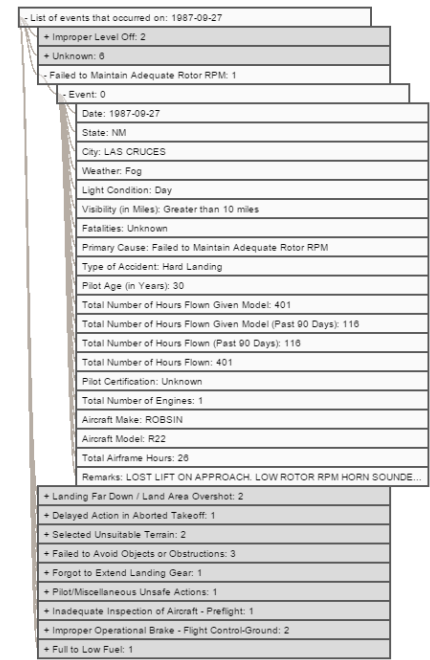 - List of events that occurred on: 1987-09-27
+ Improper Level Off: 2
+ Unknown: 6
- Failed to Maintain Adequate Rotor RPM: 1
- Event: 0
Date: 1987-09-27
State: NM
City: LAS CRUCES
Weather: Fog
Light Condition: Day
Visibility (in Miles): Greater than 10 miles
Fatalities: Unknown
Primary Cause: Failed to Maintain Adequate Rotor RPM
Type of Accident: Hard Landing
Pilot Age (in Years): 30
Total Number of Hours Flown Given Model: 401
Total Number of Hours Flown Given Model (Past 90 Days): 116
Total Number of Hours Flown (Past 90 Days): 116
Total Number of Hours Flown: 401
Pilot Certification: Unknown
Total Number of Engines: 1
Aircraft Make: ROBSIN
Aircraft Model: R22
Total Airframe Hours: 26
Remarks: LOST LIFT ON APPROACH. LOW ROTOR RPM HORN SOUNDE...
+ Landing Far Down / Land Area Overshot: 2
+ Delayed Action in Aborted Takeoff: 1
+ Selected Unsuitable Terrain: 2
+ Failed to Avoid Objects or Obstructions: 3
+ Forgot to Extend Landing Gear: 1
+ Pilot/Miscellaneous Unsafe Actions: 1
+ Inadequate Inspection of Aircraft - Preflight: 1
+ Improper Operational Brake - Flight Control-Ground: 2
+ Full to Low Fuel: 1